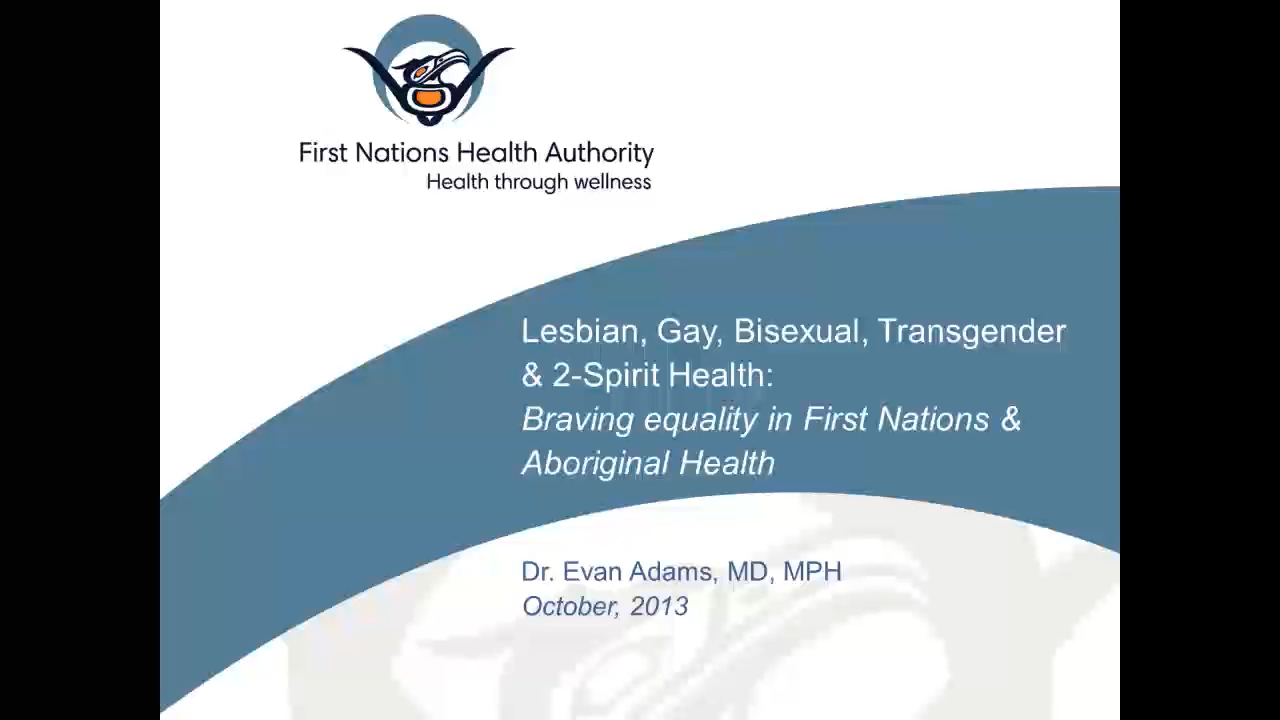 First Nations Health Authority
Health through wellness
Lesbian, Gay, Bisexual, Transgender
& 2-Spirit Health:
Braving equality in First Nations &
Aboriginal Health
Dr. Evan Adams, MD, MPH
October, 2013